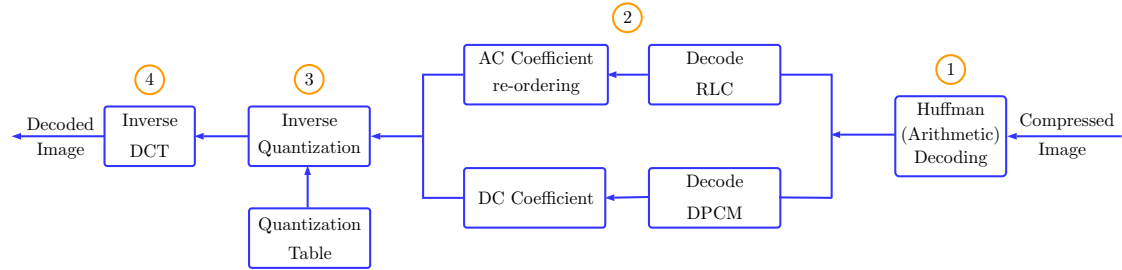 2
1
4
3
AC Coefficient
re-ordering
Decode
RLC
Huffman
(Arithmetic)
Decoding
Compressed
Image
Inverse
Quantization
Inverse
DCT
Decoded
Image
DC Coefficient
Decode
DPCM
Quantization
Table